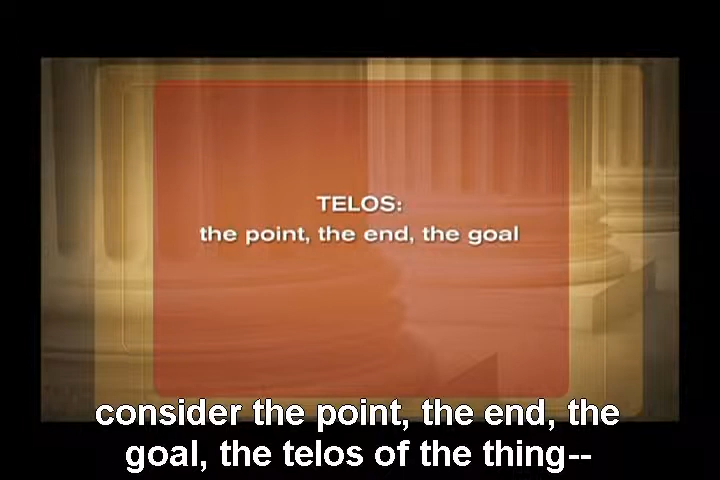 TELOS:
the point, the end, the goal
consider the point, the end, the
goal, the telos of the thing--